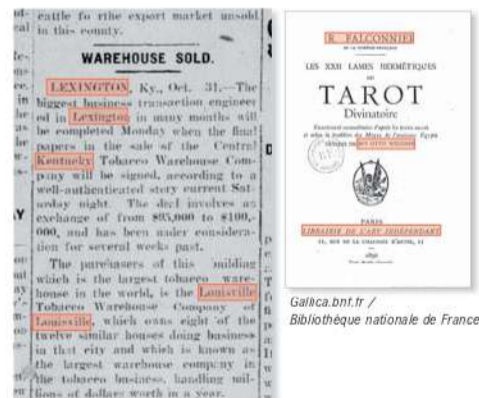 cattle fo rthe export market unsold
in this county.
WAREHOUSE SOLD.
LEXINGTON, Ky., Oct. 31.—The
biggest business transaction engineer
ed in Lexington in many months will
be completed Monday when the final
papers in the sale of the Central
Kentucky Tobacco Warehouse Com-
pany will be signed, according to a
well-authenticated story current Sat-
urday night. The deal involves an
exchange of from $95,000 to $100,-
000, and has been under considera-
tion for several weeks past.
The purchasers of this building
which is the largest tobacco ware-
house in the world, is the Louisville
Tobacco Warehouse Company of
Louisville, which owns eight of the
twelve similar houses doing business
in that city and which is known as
the largest warehouse company in
the tobacco business, handling mil-
lions of dollars worth in a year.
R. FALCONNIER
LES XXII LAMES HERMÉTIQUES
DU
TAROT
Divinatoire
PARIS
LIBRAIRIE DE L'ART INDÉPENDANT
11, RUE DE LA CHAUSSÉE D'ANTIN, 11
1896
Gallica.bnf.fr /
Bibliothèque nationale de France